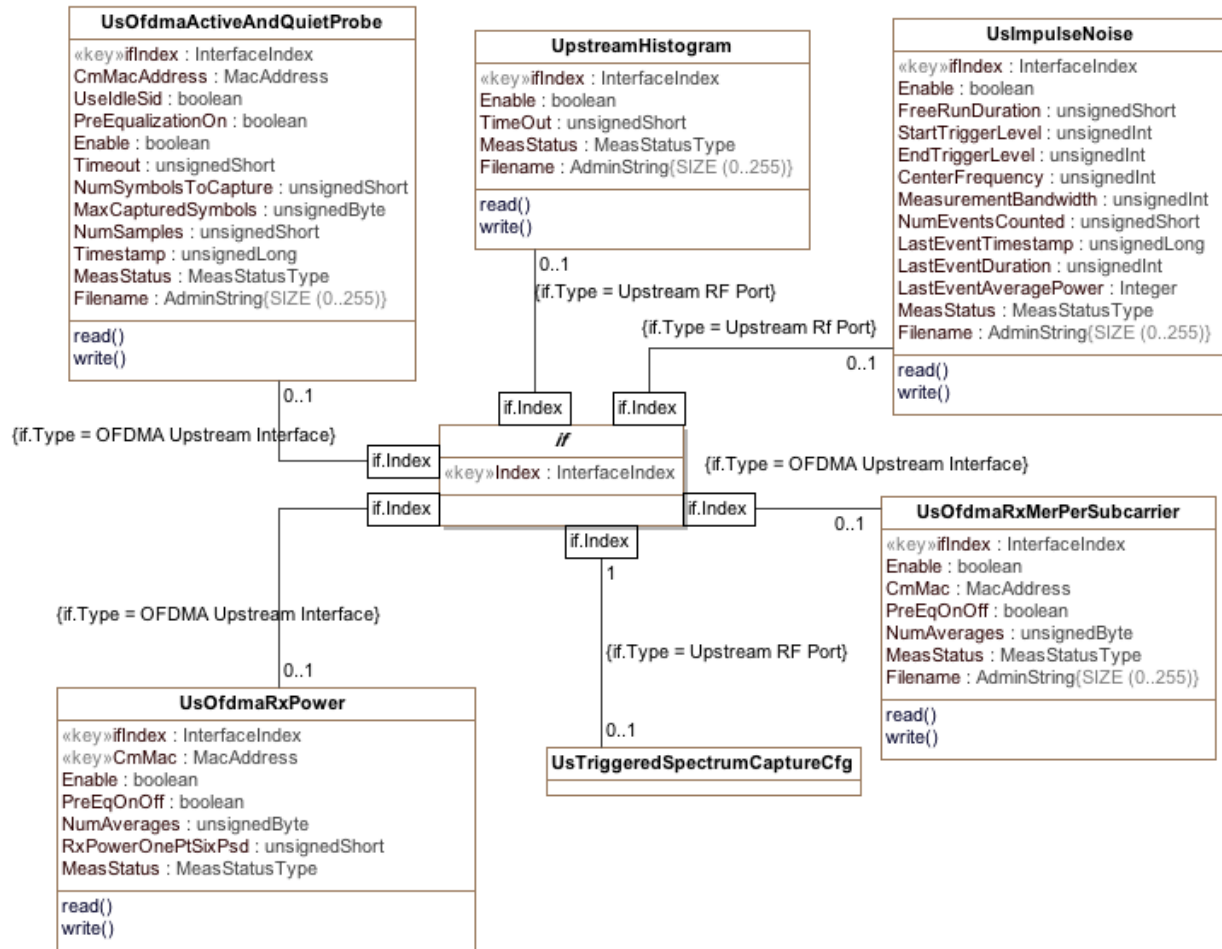 UsOfdmaActiveAndQuietProbe
«key»ifIndex : InterfaceIndex
CmMacAddress : MacAddress
UseIdleSid : boolean
PreEqualizationOn : boolean
Enable : boolean
Timeout : unsignedShort
NumSymbolsToCapture : unsignedShort
MaxCapturedSymbols : unsignedByte
NumSamples : unsignedShort
Timestamp : unsignedLong
MeasStatus : MeasStatusType
Filename : AdminString{SIZE (0..255)}
read()
write()
UpstreamHistogram
«key»ifIndex : InterfaceIndex
Enable : boolean
TimeOut : unsignedShort
MeasStatus : MeasStatusType
Filename : AdminString{SIZE (0..255)}
read()
write()
UsImpulseNoise
«key»ifIndex : InterfaceIndex
Enable : boolean
FreeRunDuration : unsignedShort
StartTriggerLevel : unsignedInt
EndTriggerLevel : unsignedInt
CenterFrequency : unsignedInt
MeasurementBandwidth : unsignedInt
NumEventsCounted : unsignedShort
LastEventTimestamp : unsignedLong
LastEventDuration : unsignedInt
LastEventAveragePower : Integer
MeasStatus : MeasStatusType
Filename : AdminString{SIZE (0..255)}
read()
write()
0..1
{if.Type = Upstream RF Port}
{if.Type = Upstream Rf Port}
0..1
0..1
{if.Type = OFDMA Upstream Interface}
if.Index
if.Index
if.Index
if
«key»Index : InterfaceIndex
if.Index
if.Index
if.Index
{if.Type = OFDMA Upstream Interface}
0..1
1
{if.Type = OFDMA Upstream Interface}
0..1
{if.Type = Upstream RF Port}
0..1
UsOfdmaRxMerPerSubcarrier
«key»ifIndex : InterfaceIndex
Enable : boolean
CmMac : MacAddress
PreEqOnOff : boolean
NumAverages : unsignedByte
MeasStatus : MeasStatusType
Filename : AdminString{SIZE (0..255)}
read()
write()
UsOfdmaRxPower
«key»ifIndex : InterfaceIndex
«key»CmMac : MacAddress
Enable : boolean
PreEqOnOff : boolean
NumAverages : unsignedByte
RxPowerOnePtSixPsd : unsignedShort
MeasStatus : MeasStatusType
read()
write()
UsTriggeredSpectrumCaptureCfg